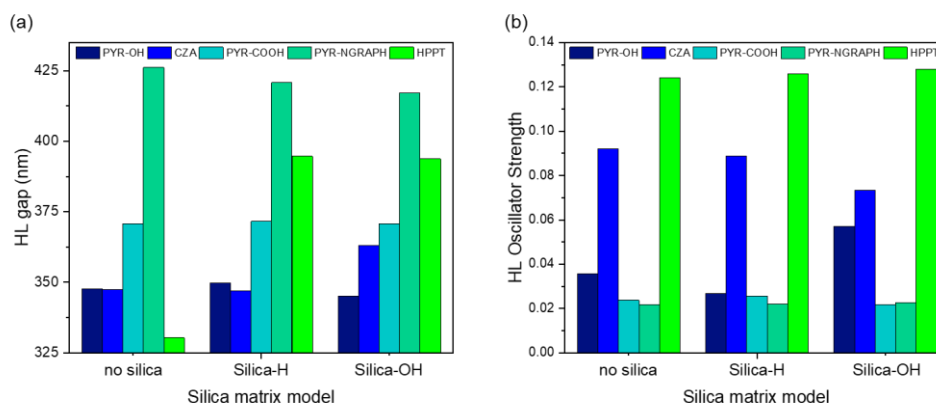 (a)
PYR-OH CZA PYR-COOH PYR-NGRAPH HPPT
425
400
375
350
325
HL gap (nm)
no silica Silica-H Silica-OH
Silica matrix model
(b)
PYR-OH CZA PYR-COOH PYR-NGRAPH HPPT
0.14
0.12
0.10
0.08
0.06
0.04
0.02
0.00
HL Oscillator Strength
no silica Silica-H Silica-OH
Silica matrix model